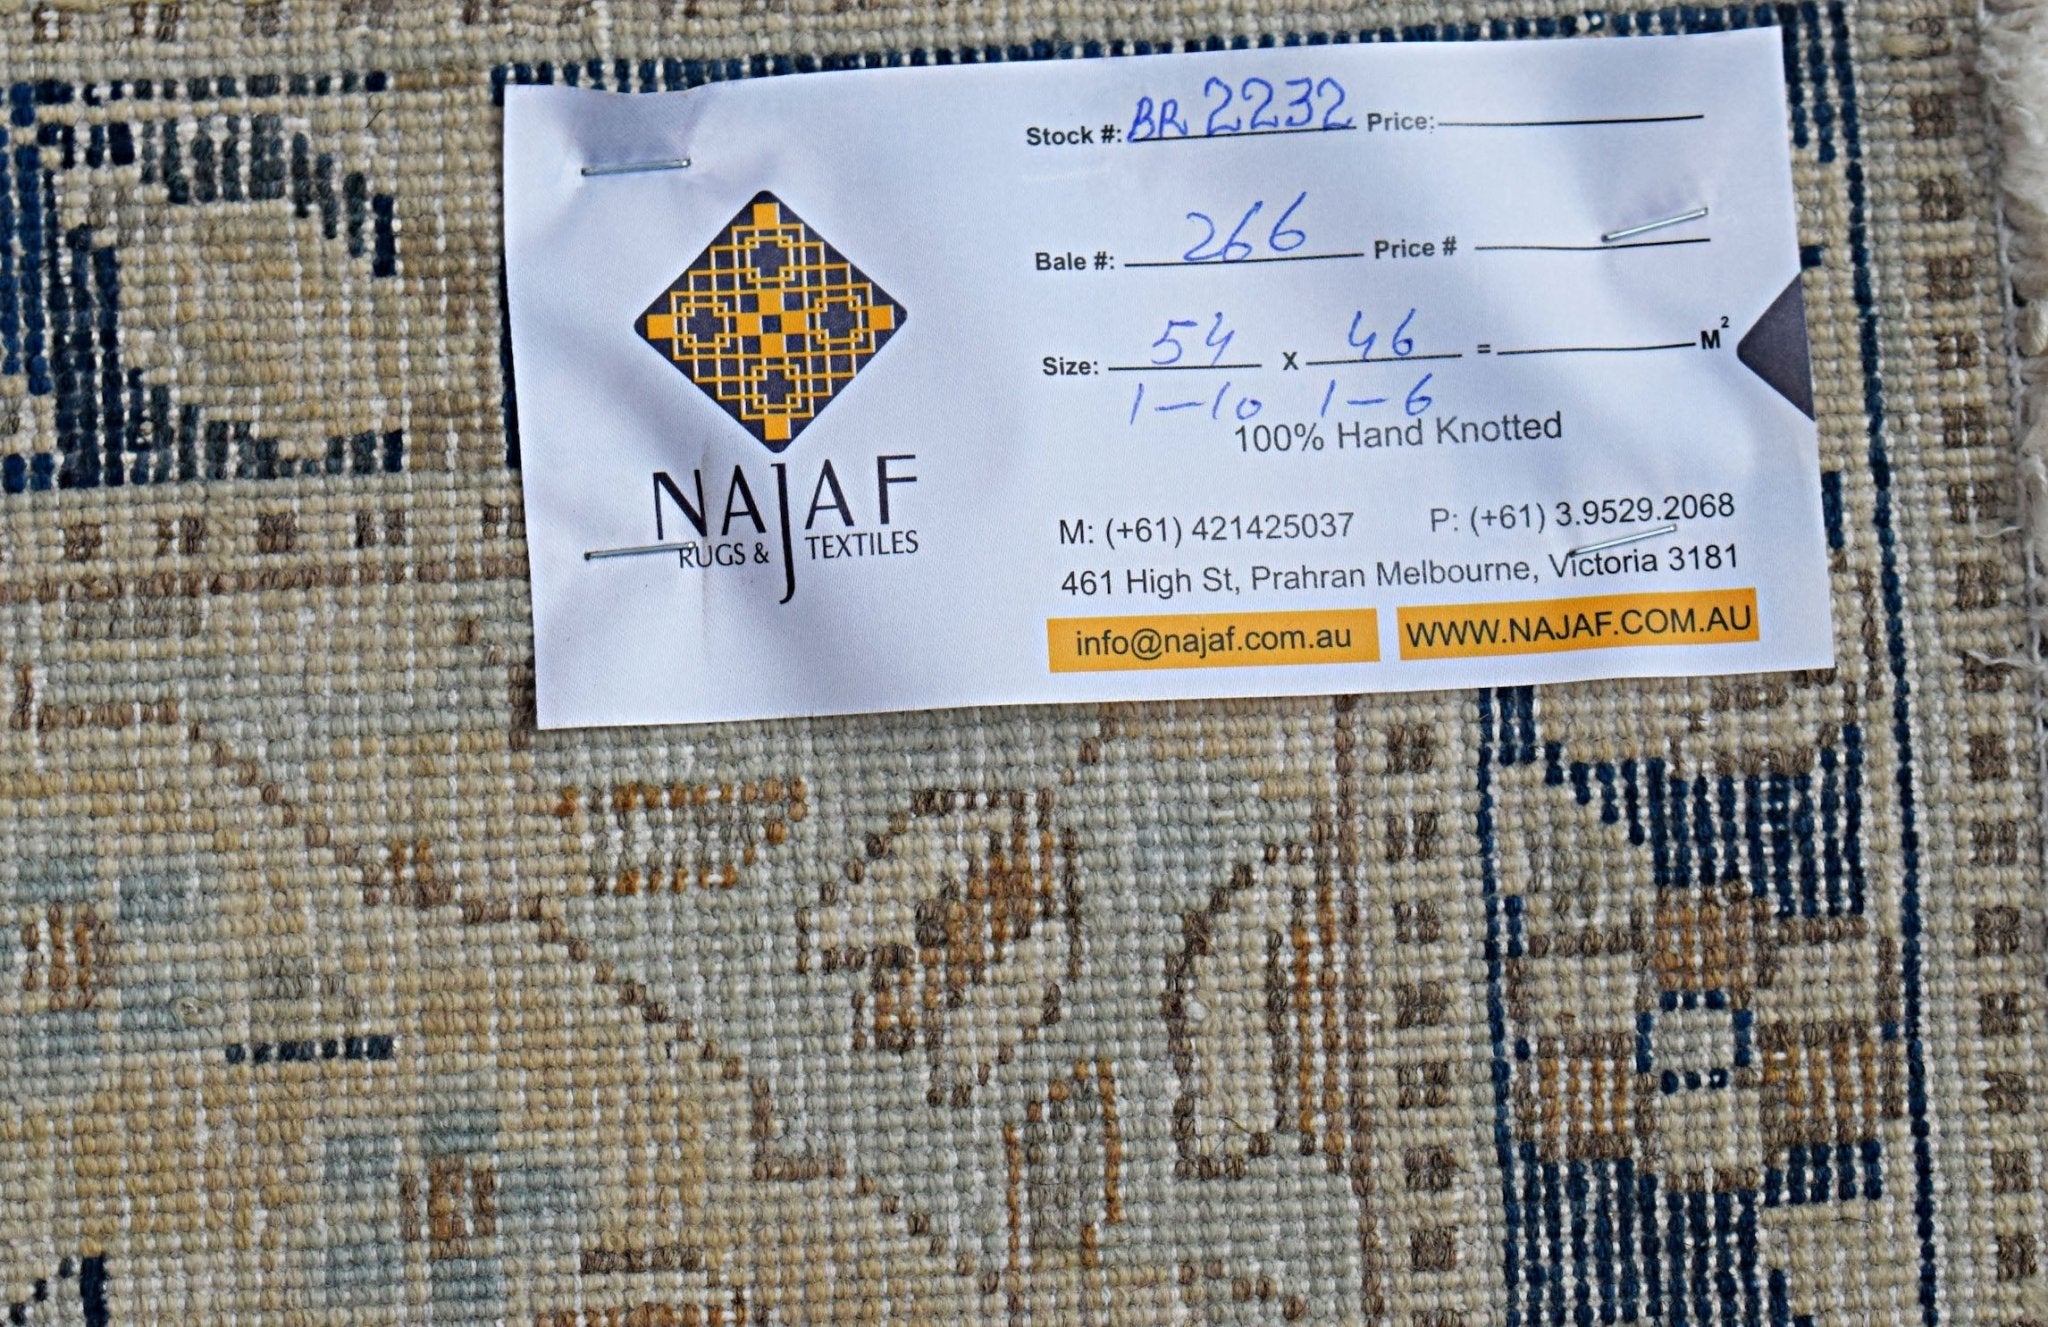 Stock #: BR 2232 Price:
Bale #: 266 Price #
Size: 54 X 46 = M²
1-10 1-6
100% Hand Knotted
NAJAF
RUGS & TEXTILES
M: (+61) 421425037 P: (+61) 3.9529.2068
461 High St, Prahran Melbourne, Victoria 3181
info@najaf.com.au WWW.NAJAF.COM.AU